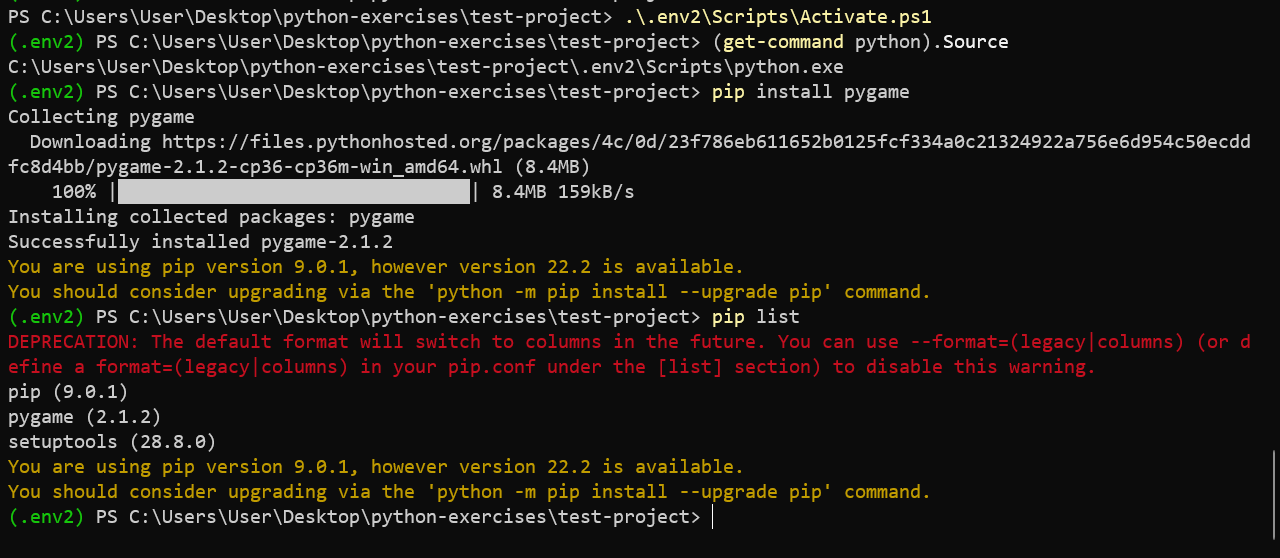 PS C:\Users\User\Desktop\python-exercises\test-project> .\.env2\Scripts\Activate.ps1
(.env2) PS C:\Users\User\Desktop\python-exercises\test-project> (get-command python).Source
C:\Users\User\Desktop\python-exercises\test-project\.env2\Scripts\python.exe
(.env2) PS C:\Users\User\Desktop\python-exercises\test-project> pip install pygame
Collecting pygame
  Downloading https://files.pythonhosted.org/packages/4c/0d/23f786eb611652b0125fcf334a0c21324922a756e6d954c50ecdd
fc8d4bb/pygame-2.1.2-cp36-cp36m-win_amd64.whl (8.4MB)
    100% |                                | 8.4MB 159kB/s
Installing collected packages: pygame
Successfully installed pygame-2.1.2
You are using pip version 9.0.1, however version 22.2 is available.
You should consider upgrading via the 'python -m pip install --upgrade pip' command.
(.env2) PS C:\Users\User\Desktop\python-exercises\test-project> pip list
DEPRECATION: The default format will switch to columns in the future. You can use --format=(legacy|columns) (or d
efine a format=(legacy|columns) in your pip.conf under the [list] section) to disable this warning.
pip (9.0.1)
pygame (2.1.2)
setuptools (28.8.0)
You are using pip version 9.0.1, however version 22.2 is available.
You should consider upgrading via the 'python -m pip install --upgrade pip' command.
(.env2) PS C:\Users\User\Desktop\python-exercises\test-project>